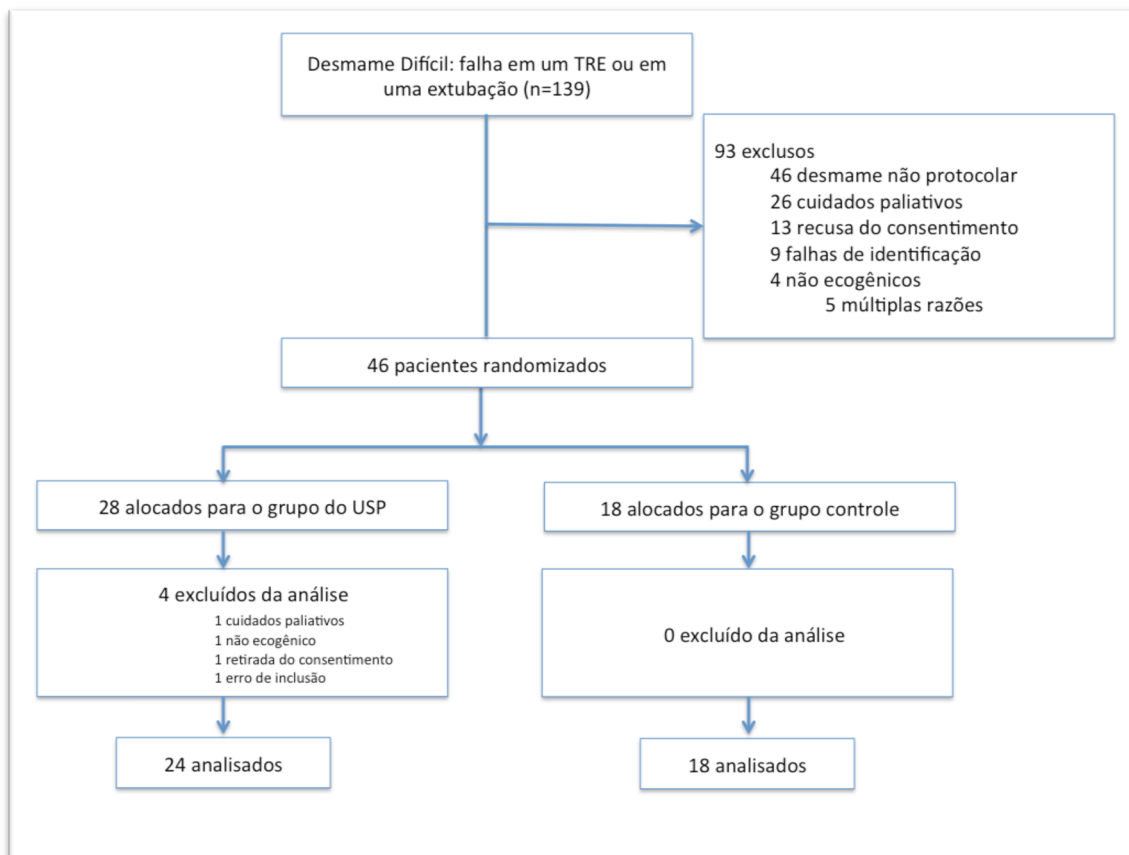 Desmame Difícil: falha em um TRE ou em
uma extubação (n=139)
93 exclusos
46 desmame não protocolar
26 cuidados paliativos
13 recusa do consentimento
9 falhas de identificação
4 não ecogênicos
5 múltiplas razões
46 pacientes randomizados
28 alocados para o grupo do USP
18 alocados para o grupo controle
4 excluídos da análise
1 cuidados paliativos
1 não ecogênico
1 retirada do consentimento
1 erro de inclusão
0 excluído da análise
24 analisados
18 analisados